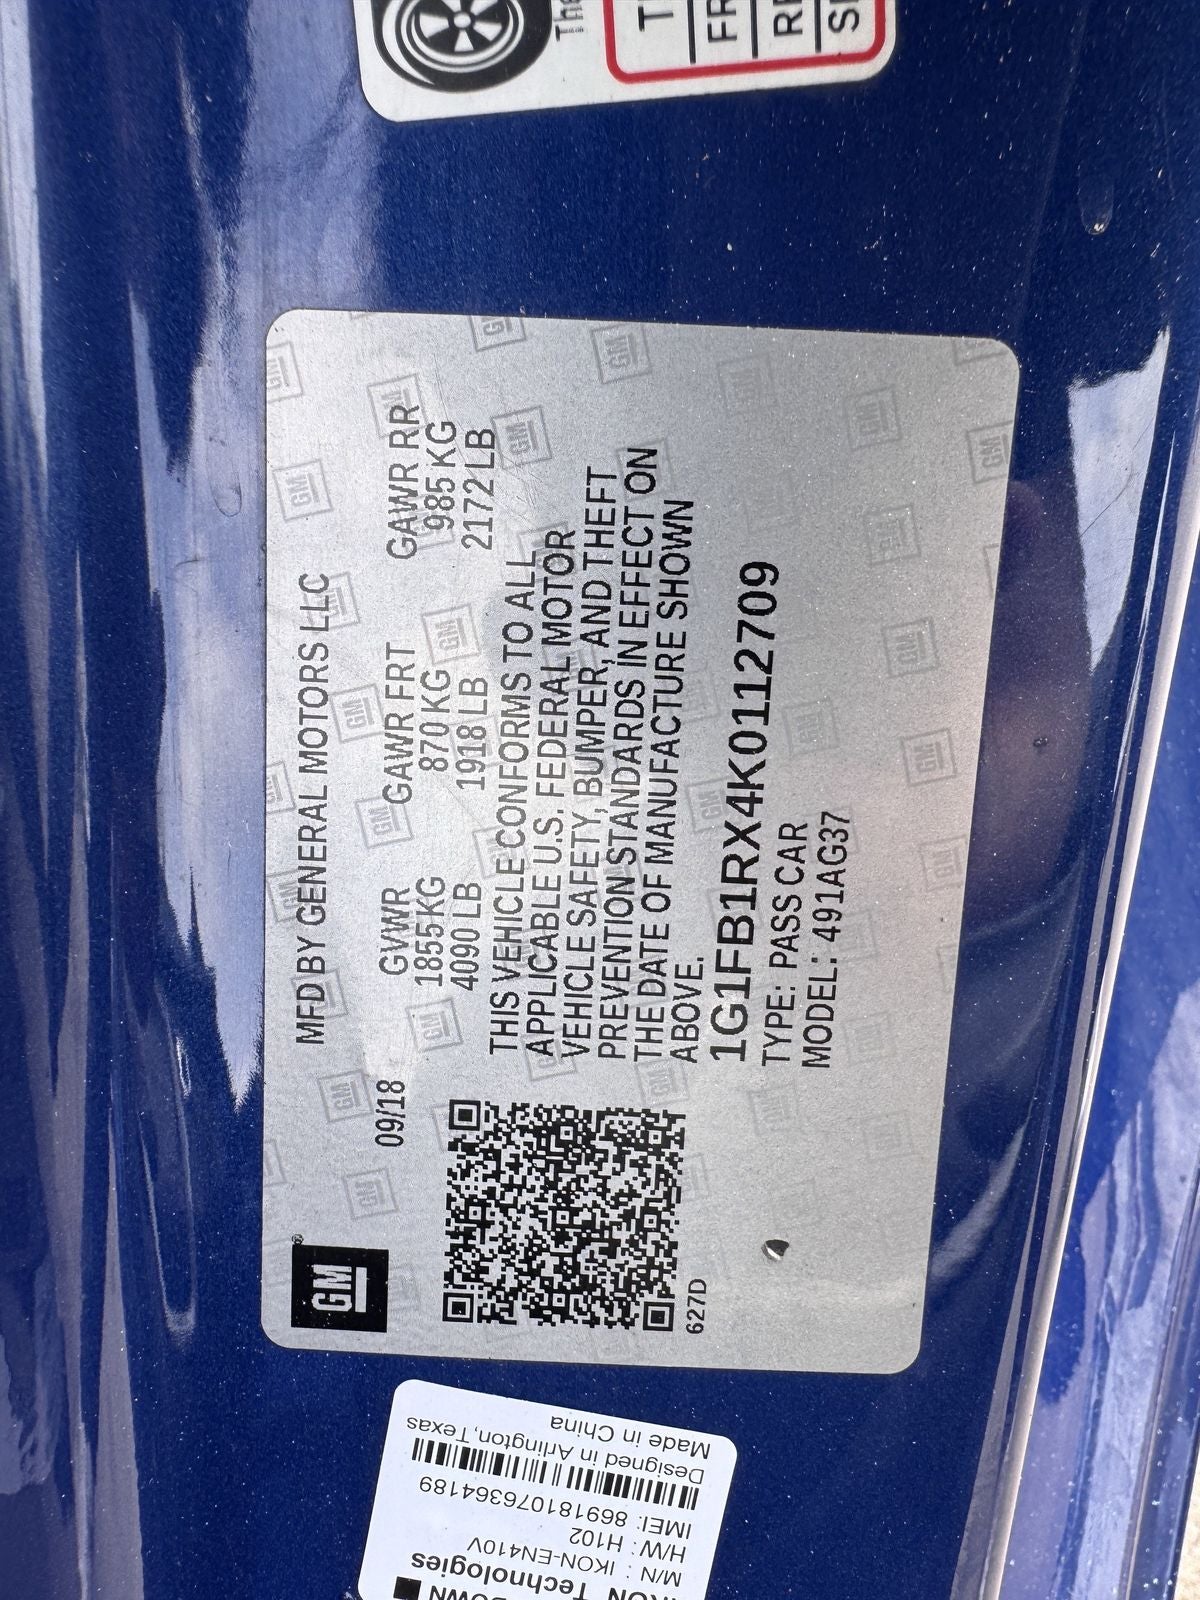 GM
MFD BY GENERAL MOTORS LLC
09/18
GVWR GAWR FRT GAWR RR
1855KG 870 KG 985 KG
4090 LB 1918 LB 2172 LB
THIS VEHICLE CONFORMS TO ALL
APPLICABLE U.S. FEDERAL MOTOR
VEHICLE SAFETY, BUMPER, AND THEFT
PREVENTION STANDARDS IN EFFECT ON
THE DATE OF MANUFACTURE SHOWN
ABOVE.
1G1FB1RX4K0112709
TYPE: PASS CAR
MODEL: 491AG37
627D
Technologies
M/N : IKON-EN410V
H/W: H102
IMEI: 869181076364189
Designed in Arlington,Texas
Made in China